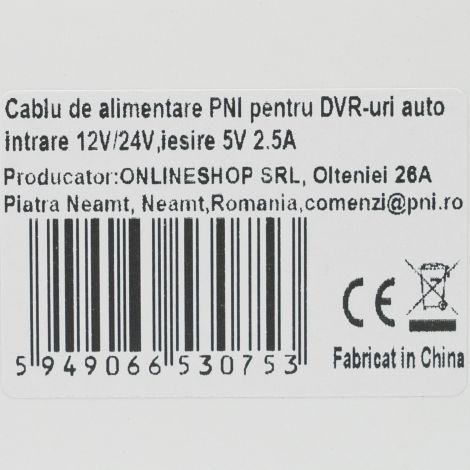 Cablu de alimentare PNI pentru DVR-uri auto
intrare 12V/24V,iesire 5V 2.5A
Producator:ONLINESHOP SRL, Olteniei 26A
Piatra Neamt, Neamt,Romania,comenzi@pni.ro
CE
5 949066 530753
Fabricat in China